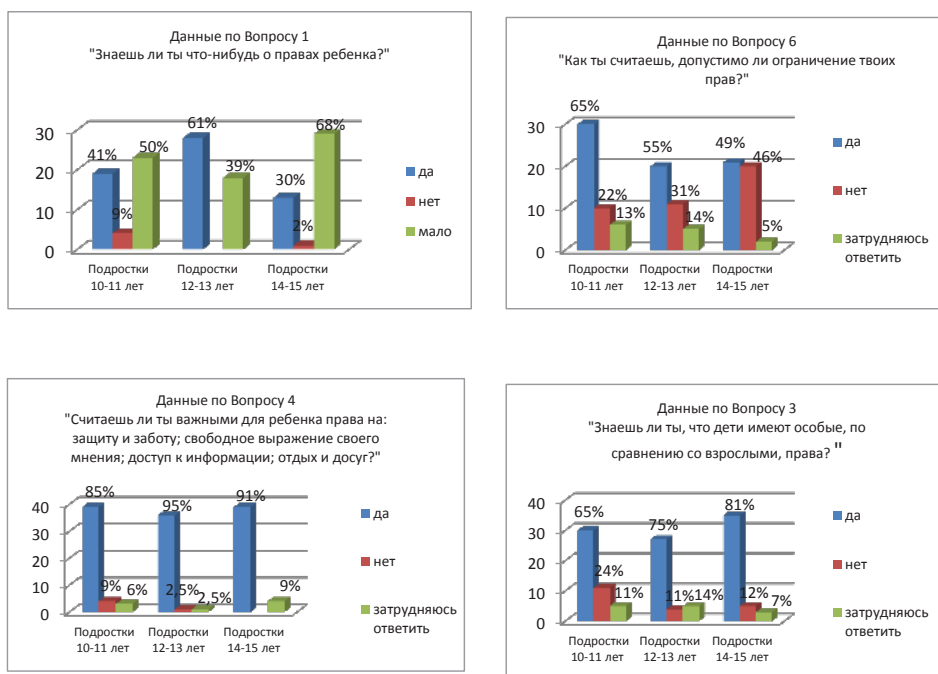 Данные по Вопросу 1
"Знаешь ли ты что-нибудь о правах ребенка?"
30
20
10
0
41%
9%
50%
61%
39%
30%
2%
68%
Подростки
10-11 лет
Подростки
12-13 лет
Подростки
14-15 лет
да
нет
мало
Данные по Вопросу 6
"Как ты считаешь, допустимо ли ограничение твоих
прав?"
30
20
10
0
65%
22%
13%
55%
31%
14%
49%
46%
5%
Подростки
10-11 лет
Подростки
12-13 лет
Подростки
14-15 лет
да
нет
затрудняюсь
ответить
Данные по Вопросу 4
"Считаешь ли ты важными для ребенка права на:
защиту и заботу; свободное выражение своего
мнения; доступ к информации; отдых и досуг?"
40
30
20
10
0
85%
9%
6%
95%
2,5%
2,5%
91%
9%
Подростки
10-11 лет
Подростки
12-13 лет
Подростки
14-15 лет
да
нет
затрудняюсь
ответить
Данные по Вопросу 3
"Знаешь ли ты, что дети имеют особые, по
сравнению со взрослыми, права? "
40
30
20
10
0
65%
24%
11%
75%
11%
14%
81%
12%
7%
Подростки
10-11 лет
Подростки
12-13 лет
Подростки
14-15 лет
да
нет
затрудняюсь
ответить